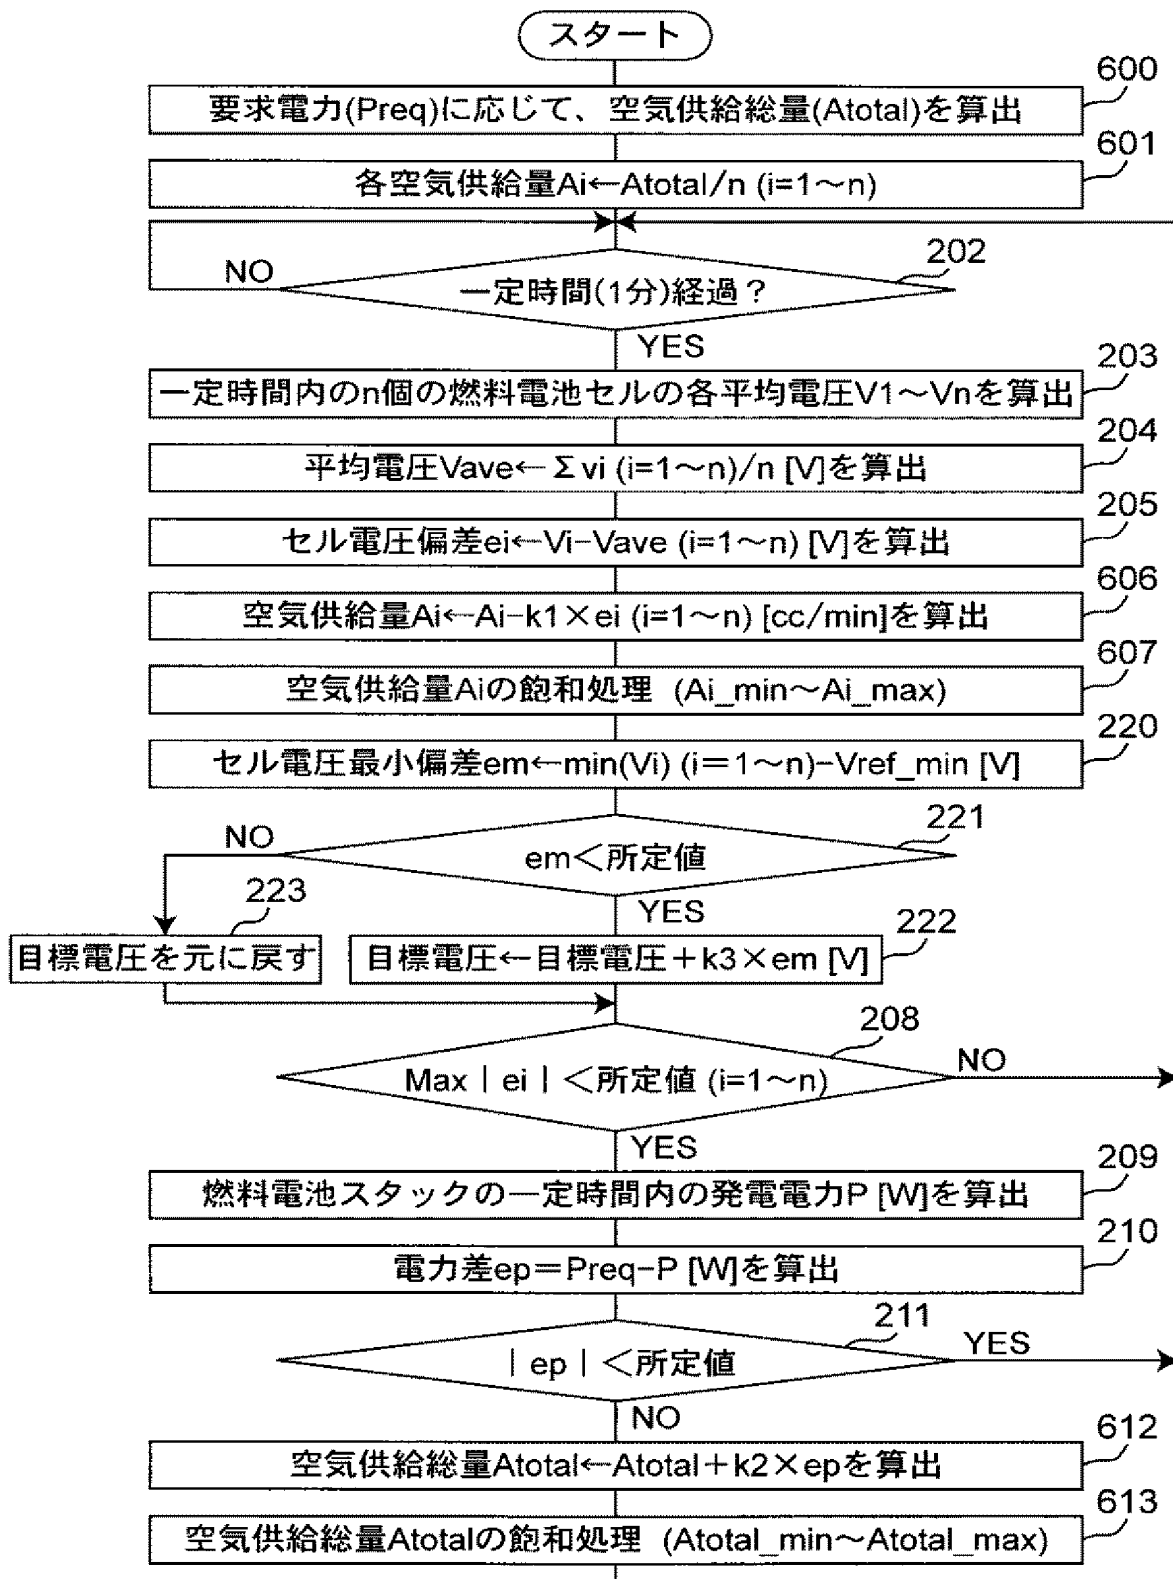 スタート
600
要求電力(Preq)に応じて、空気供給総量(Atotal)を算出
601
各空気供給量Ai←Atotal/n (i=1～n)
202
NO
一定時間(1分)経過？
YES
203
一定時間内のn個の燃料電池セルの各平均電圧V1～Vnを算出
204
平均電圧Vave←Σvi (i=1～n)/n [V]を算出
205
セル電圧偏差ei←Vi-Vave (i=1～n) [V]を算出
606
空気供給量Ai←Ai-k1×ei (i=1～n) [cc/min]を算出
607
空気供給量Aiの飽和処理 (Ai_min～Ai_max)
220
セル電圧最小偏差em←min(Vi) (i=1～n)-Vref_min [V]
221
NO
em＜所定値
YES
223
222
目標電圧を元に戻す
目標電圧←目標電圧+k3×em [V]
208
NO
Max｜ei｜＜所定値 (i=1～n)
YES
209
燃料電池スタックの一定時間内の発電電力P [W]を算出
210
電力差ep=Preq-P [W]を算出
211
YES
｜ep｜＜所定値
NO
612
空気供給総量Atotal←Atotal+k2×epを算出
613
空気供給総量Atotalの飽和処理 (Atotal_min～Atotal_max)